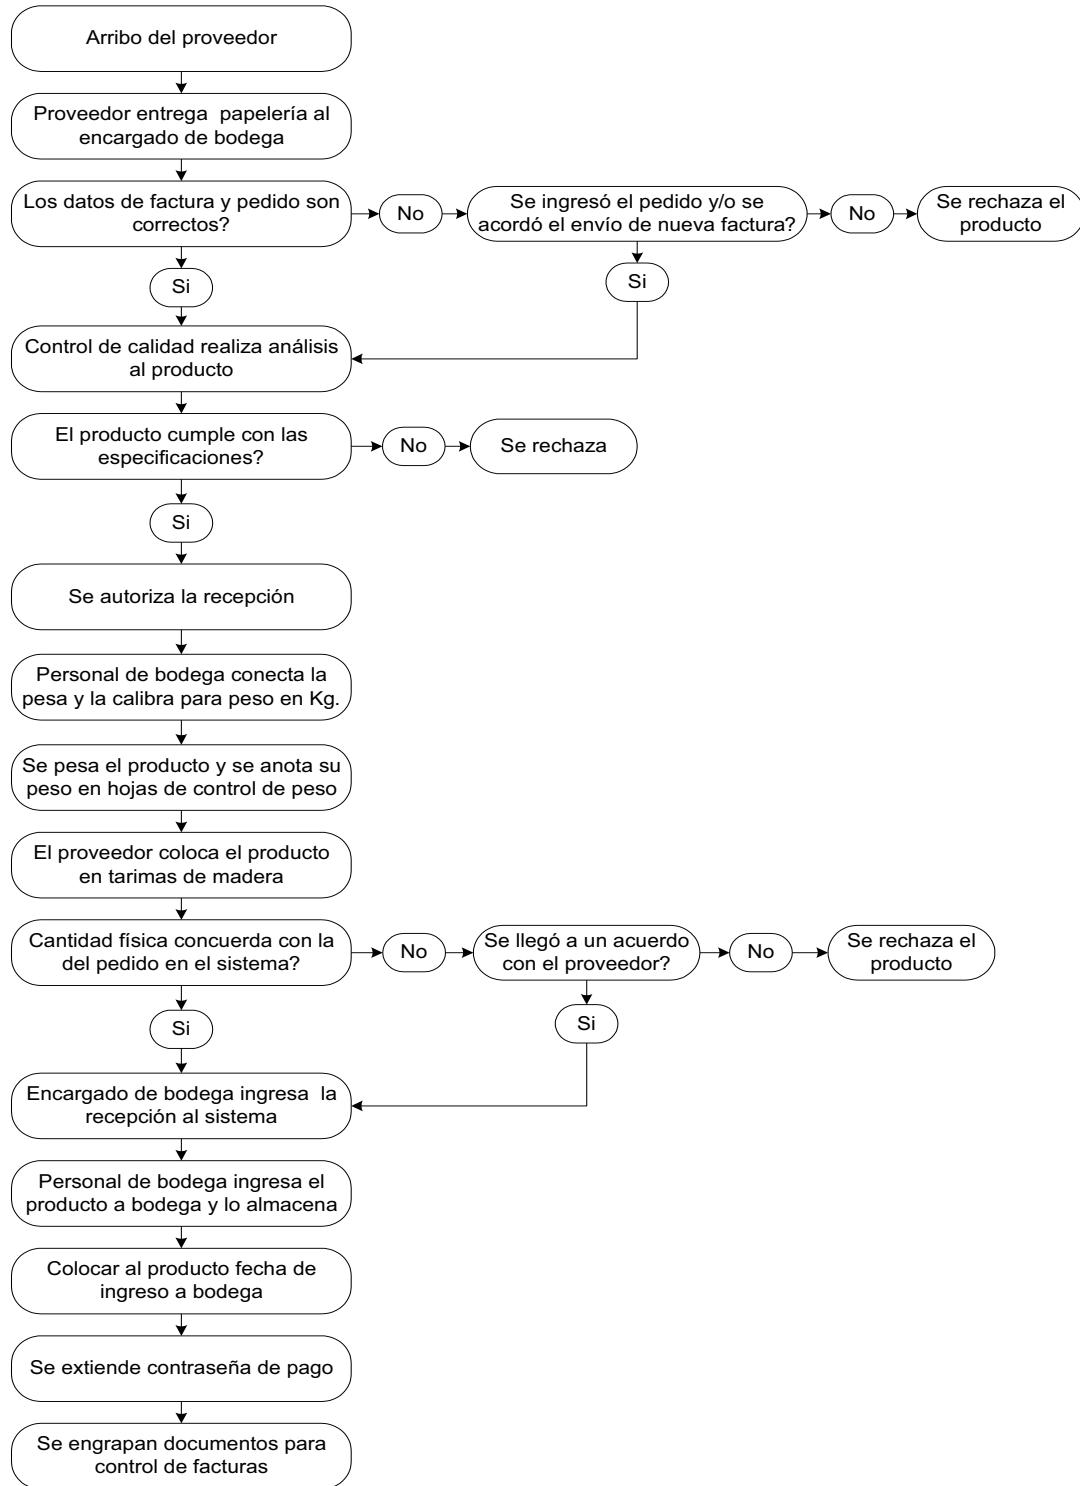 Arribo del proveedor
Proveedor entrega papelería al
encargado de bodega
Los datos de factura y pedido son
correctos?
No
Se ingresó el pedido y/o se
acordó el envío de nueva factura?
No
Se rechaza el
producto
Si
Si
Control de calidad realiza análisis
al producto
El producto cumple con las
especificaciones?
No
Se rechaza
Si
Se autoriza la recepción
Personal de bodega conecta la
pesa y la calibra para peso en Kg.
Se pesa el producto y se anota su
peso en hojas de control de peso
El proveedor coloca el producto
en tarimas de madera
Cantidad física concuerda con la
del pedido en el sistema?
No
Se llegó a un acuerdo
con el proveedor?
No
Se rechaza el
producto
Si
Si
Encargado de bodega ingresa la
recepción al sistema
Personal de bodega ingresa el
producto a bodega y lo almacena
Colocar al producto fecha de
ingreso a bodega
Se extiende contraseña de pago
Se engrapan documentos para
control de facturas